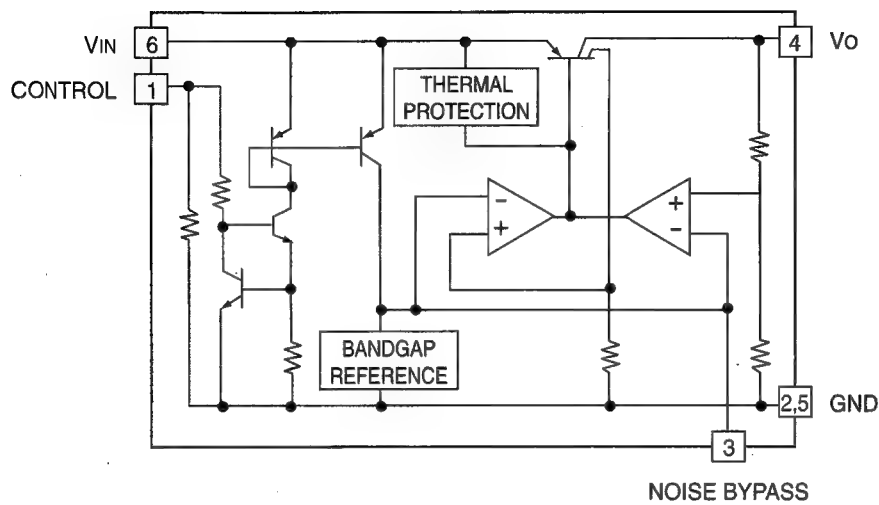 VIN 6
4 VO
CONTROL 1
THERMAL
PROTECTION
-
+
+
-
BANDGAP
REFERENCE
2,5 GND
3
NOISE BYPASS